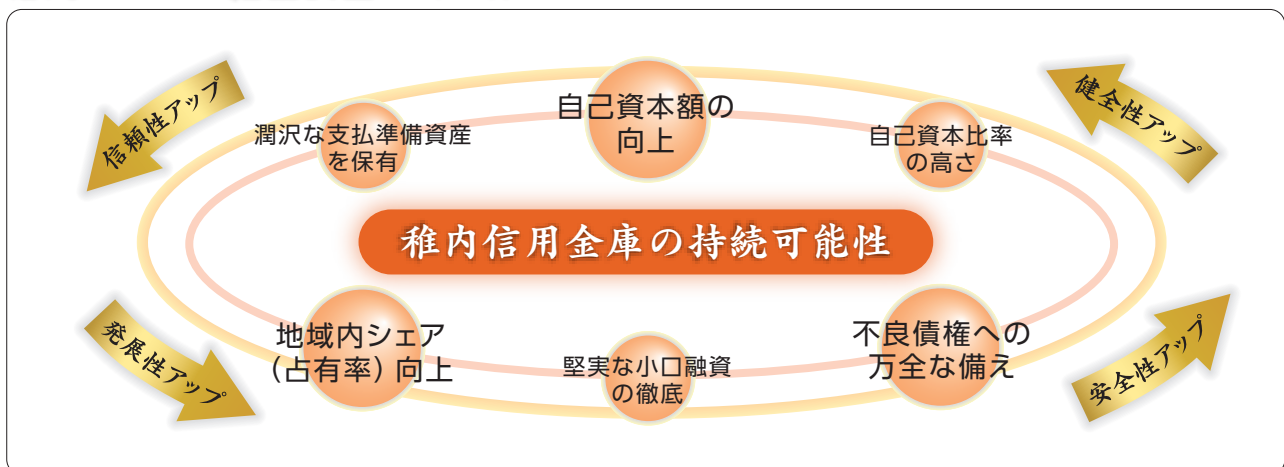 信頼性アップ
潤沢な支払準備資産
を保有
自己資本額の
向上
自己資本比率
の高さ
健全性アップ
稚内信用金庫の持続可能性
発展性アップ
地域内シェア
(占有率) 向上
堅実な小口融資
の徹底
不良債権への
万全な備え
安全性アップ